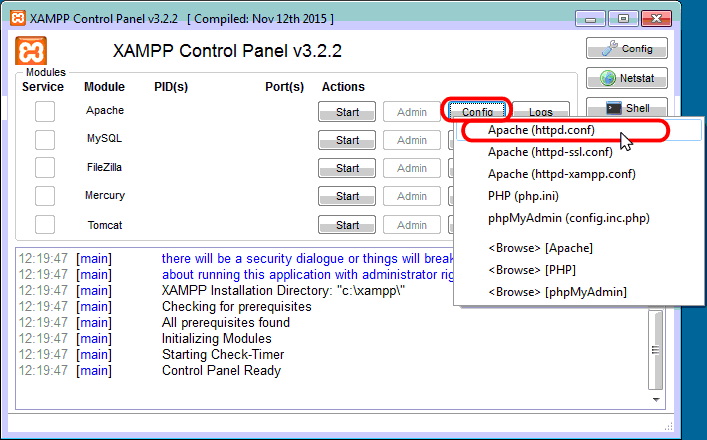 XAMPP Control Panel v3.2.2 [ Compiled: Nov 12th 2015 ]
XAMPP Control Panel v3.2.2
Config
Modules
Service Module PID(s) Port(s) Actions
Netstat
Apache Start Admin Config Logs
Shell
MySQL Start Admin
FileZilla Start Admin
Mercury Start Admin
Tomcat Start Admin
Apache (httpd.conf)
Apache (httpd-ssl.conf)
Apache (httpd-xampp.conf)
PHP (php.ini)
phpMyAdmin (config.inc.php)
<Browse> [Apache]
<Browse> [PHP]
<Browse> [phpMyAdmin]
12:19:47 [main] there will be a security dialogue or things will break
12:19:47 [main] about running this application with administrator
12:19:47 [main] XAMPP Installation Directory: "c:\xampp\"
12:19:47 [main] Checking for prerequisites
12:19:47 [main] All prerequisites found
12:19:47 [main] Initializing Modules
12:19:47 [main] Starting Check-Timer
12:19:47 [main] Control Panel Ready